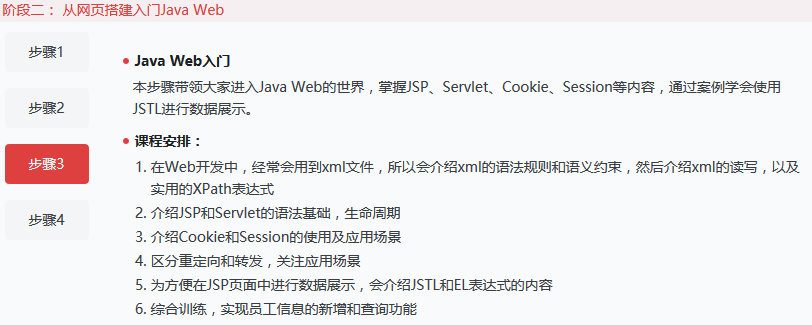 阶段二： 从网页搭建入门Java Web
步骤1
步骤2
步骤3
步骤4
Java Web入门
本步骤带领大家进入Java Web的世界，掌握JSP、Servlet、Cookie、Session等内容，通过案例学会使用
JSTL进行数据展示。
课程安排：
1. 在Web开发中，经常会用到xml文件，所以会介绍xml的语法规则和语义约束，然后介绍xml的读写，以及
实用的XPath表达式
2. 介绍JSP和Servlet的语法基础，生命周期
3. 介绍Cookie和Session的使用及应用场景
4. 区分重定向和转发，关注应用场景
5. 为方便在JSP页面中进行数据展示，会介绍JSTL和EL表达式的内容
6. 综合训练，实现员工信息的新增和查询功能